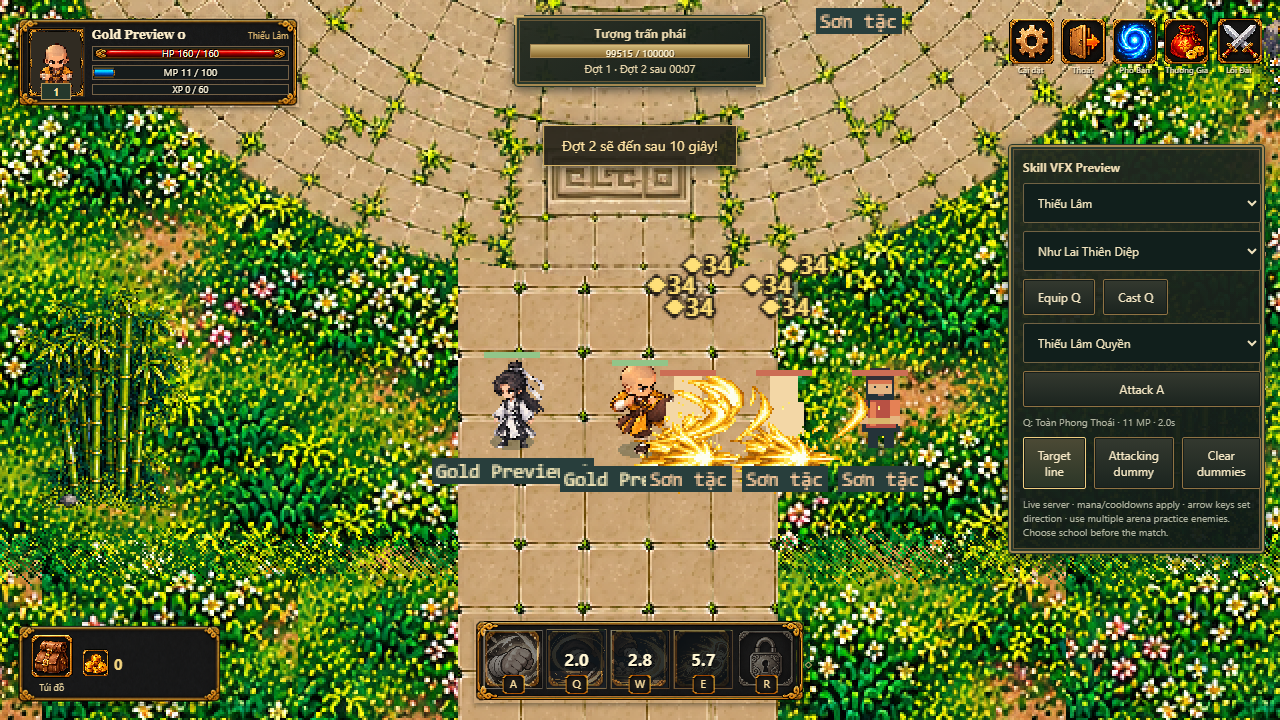 Gold Preview o
Thiếu Lâm
HP 160 / 160
MP 11 / 100
XP 0 / 60
1
Tượng trấn phái
99515 / 100000
Đợt 1 · Đợt 2 sau 00:07
Sơn tặc
Cài đặt
Thoát
Phó Bản
Thương Gia
Lôi Đài
Đợt 2 sẽ đến sau 10 giây!
Skill VFX Preview
Thiếu Lâm
Như Lai Thiên Diệp
Equip Q
Cast Q
Thiếu Lâm Quyền
Attack A
Q: Toàn Phong Thoái · 11 MP · 2.0s
Target line
Attacking dummy
Clear dummies
Live server · mana/cooldowns apply · arrow keys set
direction · use multiple arena practice enemies.
Choose school before the match.
34
34
34
34
34
34
Gold Preview
Gold Pre
Sơn tặc
Sơn tặc
Sơn tặc
0
Túi đồ
2.0
2.8
5.7
A
Q
W
E
R